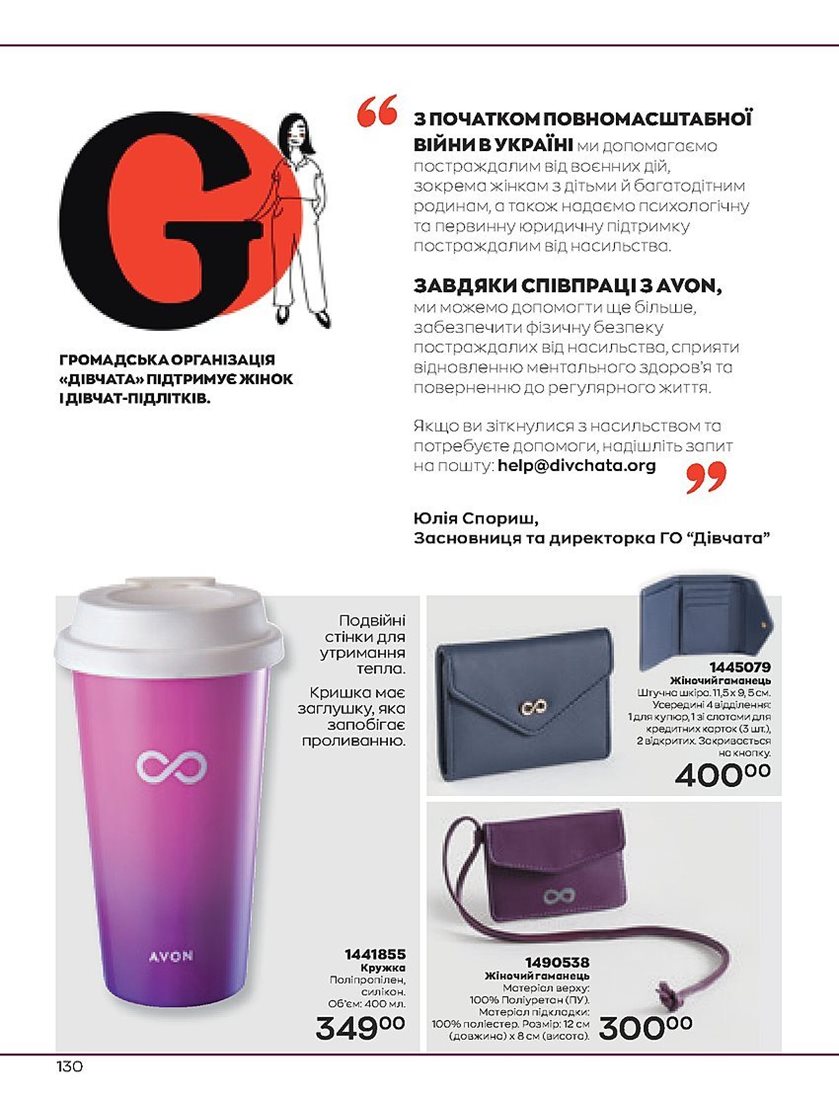 G
“ З ПОЧАТКОМ ПОВНОМАСШТАБНОЇ
ВІЙНИ В УКРАЇНІ ми допомагаємо
постраждалим від воєнних дій,
зокрема жінкам з дітьми й багатодітним
родинам, а також надаємо психологічну
та первинну юридичну підтримку
постраждалим від насильства.
ЗАВДЯКИ СПІВПРАЦІ З AVON,
ми можемо допомогти ще більше,
забезпечити фізичну безпеку
постраждалих від насильства, сприяти
відновленню ментального здоров’я та
поверненню до регулярного життя.
Якщо ви зіткнулися з насильством та
потребуєте допомоги, надішліть запит
на пошту: help@divchata.org ”
Юлія Спориш,
Засновниця та директорка ГО “Дівчата”
ГРОМАДСЬКА ОРГАНІЗАЦІЯ
«ДІВЧАТА» ПІДТРИМУЄ ЖІНОК
І ДІВЧАТ-ПІДЛІТКІВ.
Подвійні
стінки для
утримання
тепла.
Кришка має
заглушку, яка
запобігає
проливанню.
AVON
1441855
Кружка
Поліпропілен,
силікон.
Об’єм: 400 мл.
349⁰⁰
1445079
Жіночий гаманець
Штучна шкіра. 11,5 х 9,5 см.
Усередині 4 відділення:
1 для купюр, 1 зі слотами для
кредитних карток (3 шт.),
2 відкритих. Закривається
на кнопку.
400⁰⁰
1490538
Жіночий гаманець
Матеріал верху:
100% Поліуретон (ПУ).
Матеріал підкладки:
100% поліестер. Розмір: 12 см
(довжина) х 8 см (висота).
300⁰⁰
130